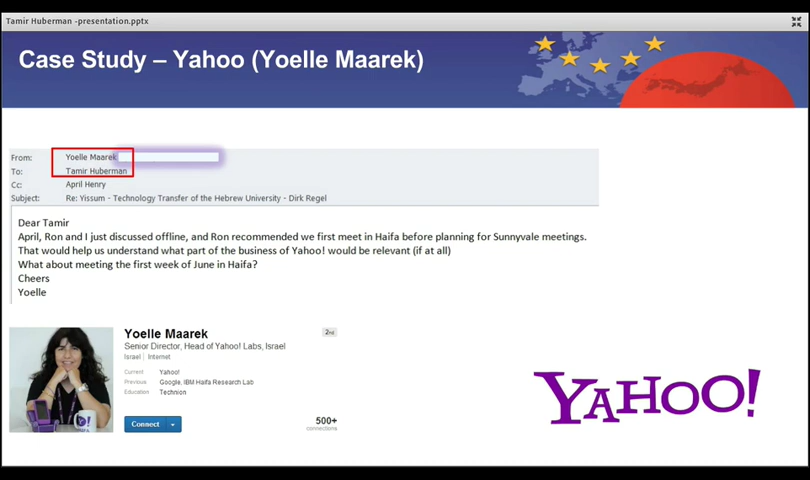 Tamir Huberman -presentation.pptx
Case Study – Yahoo (Yoelle Maarek)
From: Yoelle Maarek
To: Tamir Huberman
Cc: April Henry
Subject: Re: Yissum - Technology Transfer of the Hebrew University - Dirk Regel
Dear Tamir
April, Ron and I just discussed offline, and Ron recommended we first meet in Haifa before planning for Sunnyvale meetings.
That would help us understand what part of the business of Yahoo! would be relevant (if at all)
What about meeting the first week of June in Haifa?
Cheers
Yoelle
Yoelle Maarek 2nd
Senior Director, Head of Yahoo! Labs, Israel
Israel | Internet
Current Yahoo!
Previous Google, IBM Haifa Research Lab
Education Technion
Connect 500+
connections
YAHOO!